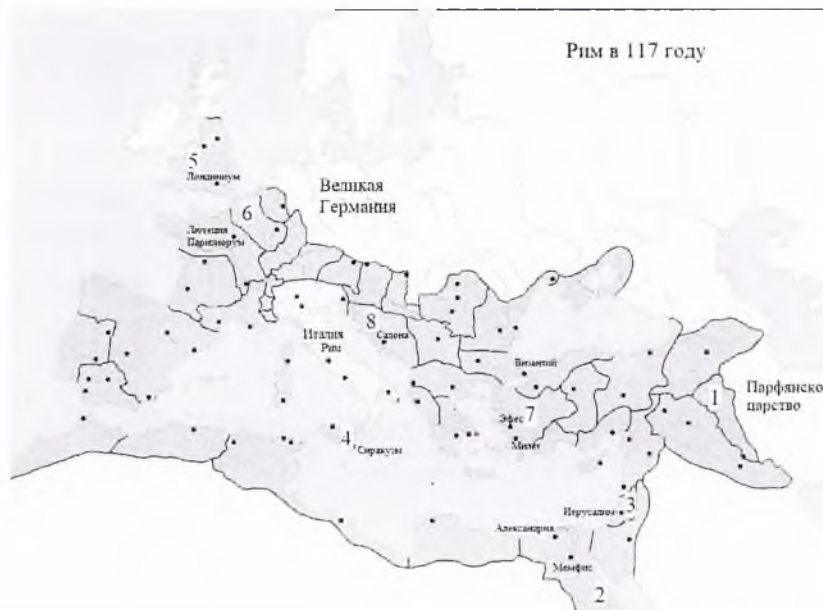 Рим в 117 году
5
Лондиниум
Великая
Германия
6
Лютеция
Паризиорум
8
Салона
Италия
Рим
Византий
1
Парфянско
царство
Эфес
7
Милет
4
Сиракузы
Иерусалим
3
Александрия
Мемфис
2